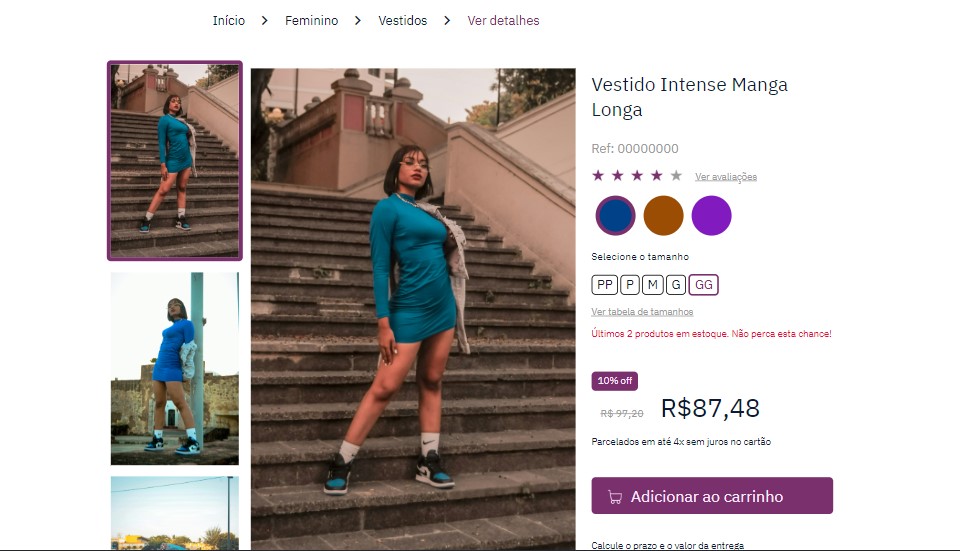 Início > Feminino > Vestidos > Ver detalhes
Vestido Intense Manga
Longa
Ref: 00000000
Ver avaliações
Selecione o tamanho
PP P M G GG
Ver tabela de tamanhos
Últimos 2 produtos em estoque. Não perca esta chance!
10% off
R$ 97,20 R$87,48
Parcelados em até 4x sem juros no cartão
Adicionar ao carrinho
Calcule o prazo e o valor da entrega